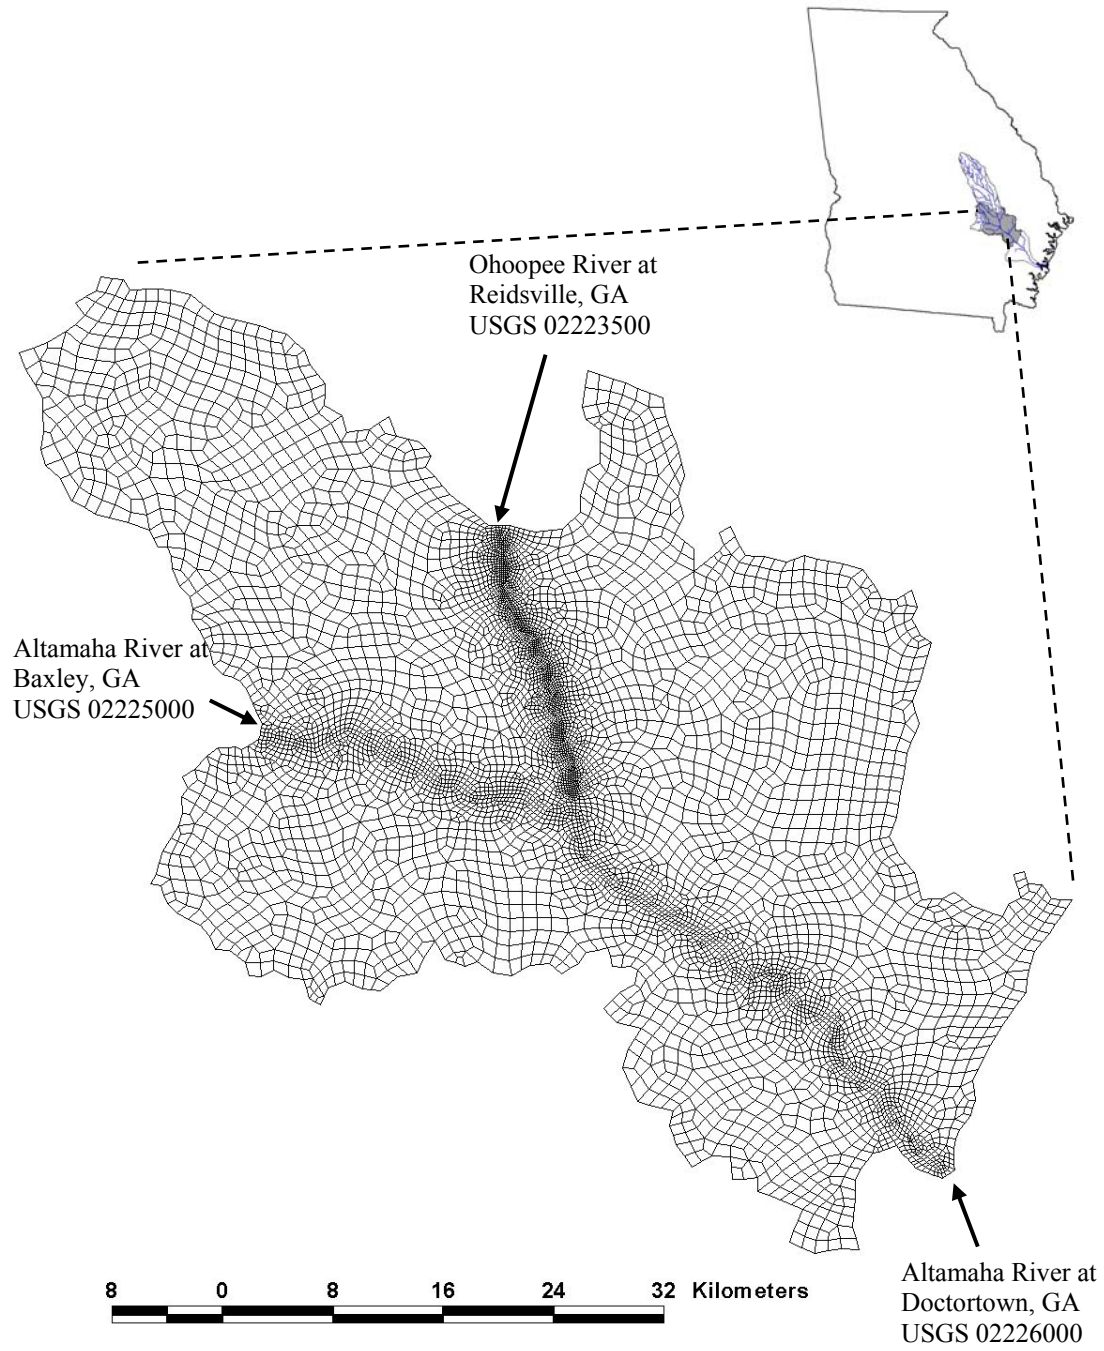 Ohoopee River at
Reidsville, GA
USGS 02223500
Altamaha River at
Baxley, GA
USGS 02225000
8 0 8 16 24 32 Kilometers
Altamaha River at
Doctortown, GA
USGS 02226000